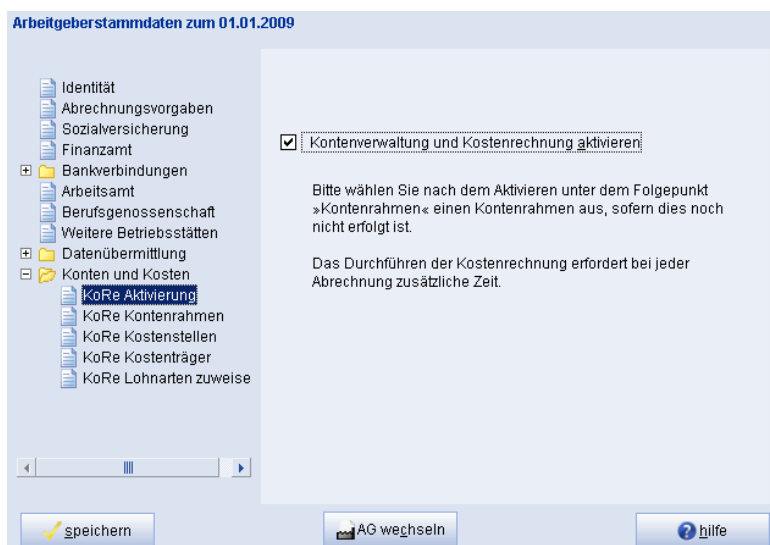 Arbeitgeberstammdaten zum 01.01.2009
Identität
Abrechnungsvorgaben
Sozialversicherung
Finanzamt
Bankverbindungen
Arbeitsamt
Berufsgenossenschaft
Weitere Betriebsstätten
Datenübermittlung
Konten und Kosten
KoRe Aktivierung
KoRe Kontenrahmen
KoRe Kostenstellen
KoRe Kostenträger
KoRe Lohnarten zuweise
Kontenverwaltung und Kostenrechnung aktivieren
Bitte wählen Sie nach dem Aktivieren unter dem Folgepunkt
»Kontenrahmen« einen Kontenrahmen aus, sofern dies noch
nicht erfolgt ist.
Das Durchführen der Kostenrechnung erfordert bei jeder
Abrechnung zusätzliche Zeit.
speichern
AG wechseln
hilfe